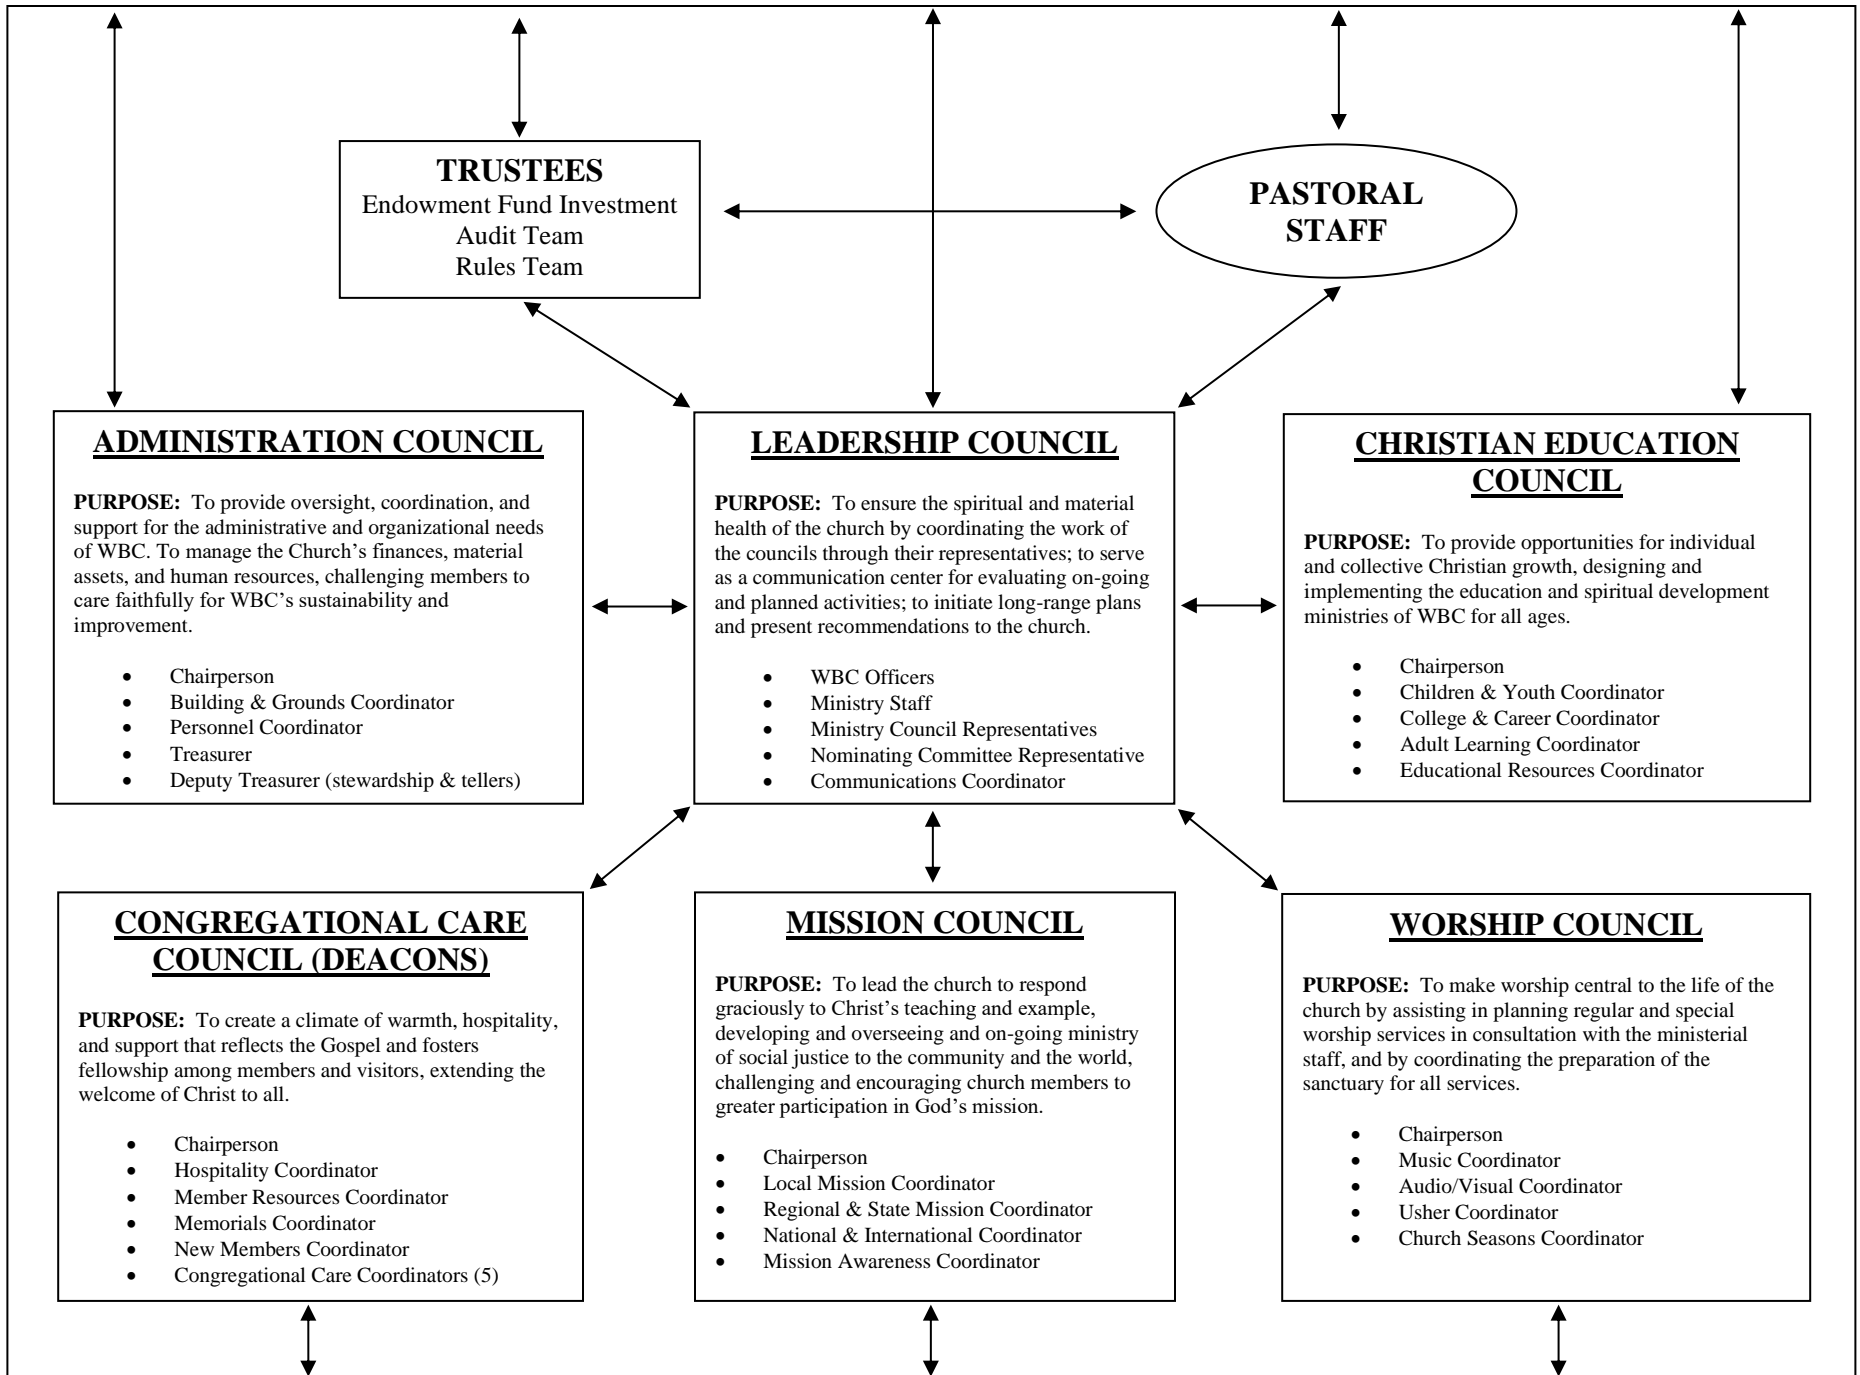 TRUSTEES
Endowment Fund Investment
Audit Team
Rules Team
PASTORAL
STAFF
ADMINISTRATION COUNCIL
PURPOSE: To provide oversight, coordination, and
support for the administrative and organizational needs
of WBC. To manage the Church’s finances, material
assets, and human resources, challenging members to
care faithfully for WBC’s sustainability and
improvement.
• Chairperson
• Building & Grounds Coordinator
• Personnel Coordinator
• Treasurer
• Deputy Treasurer (stewardship & tellers)
LEADERSHIP COUNCIL
PURPOSE: To ensure the spiritual and material
health of the church by coordinating the work of
the councils through their representatives; to serve
as a communication center for evaluating on-going
and planned activities; to initiate long-range plans
and present recommendations to the church.
• WBC Officers
• Ministry Staff
• Ministry Council Representatives
• Nominating Committee Representative
• Communications Coordinator
CHRISTIAN EDUCATION
COUNCIL
PURPOSE: To provide opportunities for individual
and collective Christian growth, designing and
implementing the education and spiritual development
ministries of WBC for all ages.
• Chairperson
• Children & Youth Coordinator
• College & Career Coordinator
• Adult Learning Coordinator
• Educational Resources Coordinator
CONGREGATIONAL CARE
COUNCIL (DEACONS)
PURPOSE: To create a climate of warmth, hospitality,
and support that reflects the Gospel and fosters
fellowship among members and visitors, extending the
welcome of Christ to all.
• Chairperson
• Hospitality Coordinator
• Member Resources Coordinator
• Memorials Coordinator
• New Members Coordinator
• Congregational Care Coordinators (5)
MISSION COUNCIL
PURPOSE: To lead the church to respond
graciously to Christ’s teaching and example,
developing and overseeing and on-going ministry
of social justice to the community and the world,
challenging and encouraging church members to
greater participation in God’s mission.
• Chairperson
• Local Mission Coordinator
• Regional & State Mission Coordinator
• National & International Coordinator
• Mission Awareness Coordinator
WORSHIP COUNCIL
PURPOSE: To make worship central to the life of the
church by assisting in planning regular and special
worship services in consultation with the ministerial
staff, and by coordinating the preparation of the
sanctuary for all services.
• Chairperson
• Music Coordinator
• Audio/Visual Coordinator
• Usher Coordinator
• Church Seasons Coordinator